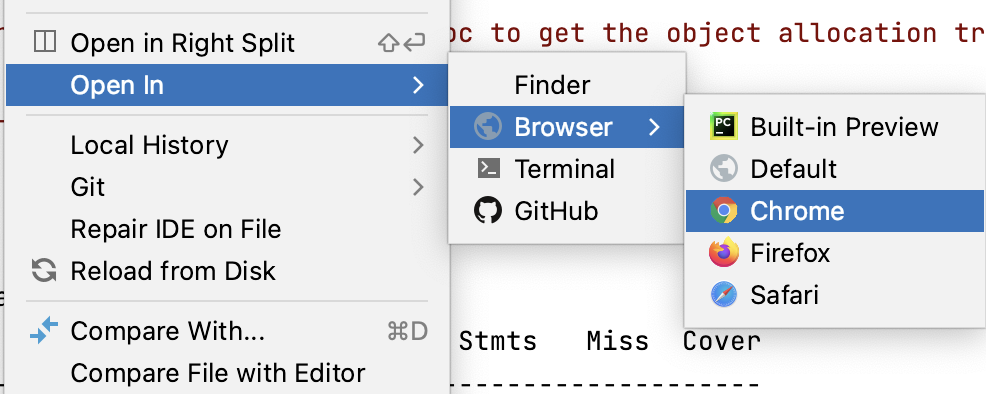 oc to get the object allocation tr
Open in Right Split ⇧⏎
Open In
Finder
Browser
PC Built-in Preview
Terminal
Default
Local History
Git
GitHub
Chrome
Repair IDE on File
Firefox
Reload from Disk
Safari
Compare With... ⌘D
Stmts Miss Cover
Compare File with Editor
--------------------